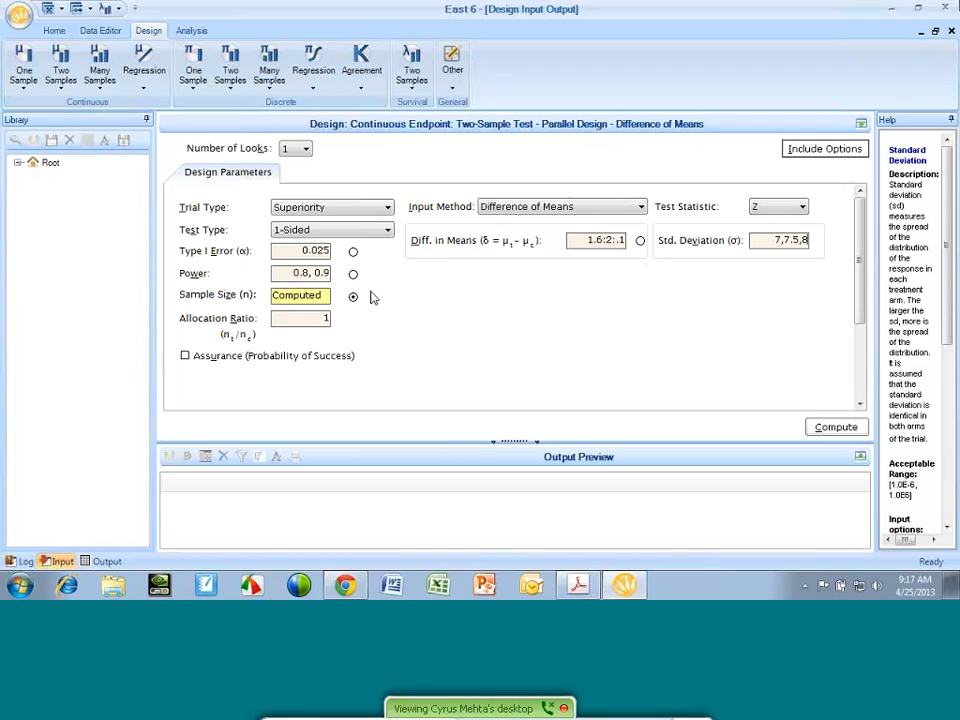 East 6 - [Design Input Output]
Home Data Editor Design Analysis
One Sample Two Samples Many Samples Regression One Sample Two Samples Many Samples Regression Agreement Two Samples Other
Continuous Discrete Survival General
Library
Root
Design: Continuous Endpoint: Two-Sample Test - Parallel Design - Difference of Means
Number of Looks: 1
Include Options
Design Parameters
Trial Type: Superiority
Input Method: Difference of Means
Test Statistic: Z
Test Type: 1-Sided
Diff. in Means (δ = μt - μc): 1.6:2:.1
Std. Deviation (σ): 7,7.5,8
Type I Error (α): 0.025
Power: 0.8, 0.9
Sample Size (n): Computed
Allocation Ratio: 1
(nt/nc)
Assurance (Probability of Success)
Compute
Output Preview
Help
Standard
Deviation
Description:
Standard
deviation
(sd)
measures
the spread
of the
distribution
of the
response in
each
treatment
arm. The
larger the
sd, more is
the spread
of the
distribution.
It is
assumed
that the
standard
deviation is
identical in
both arms
of the trial.
Acceptable
Range:
[1.0E-6,
1.0E6]
Input
options:
Log Input Output
Ready
9:17 AM
4/25/2013
Viewing Cyrus Mehta's desktop